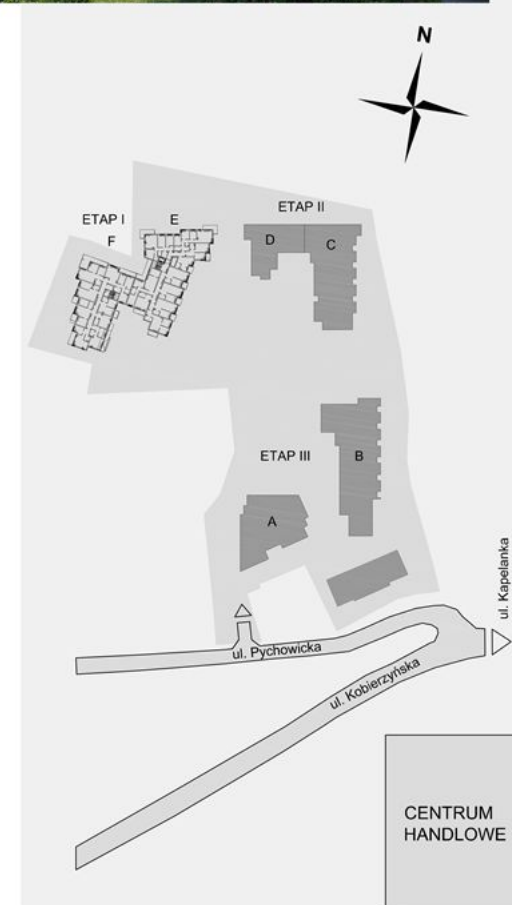 N
ETAP I
E
ETAP II
F
D
C
ETAP III
B
A
ul. Kapelanka
ul. Pychowicka
ul. Kobierzyńska
CENTRUM
HANDLOWE